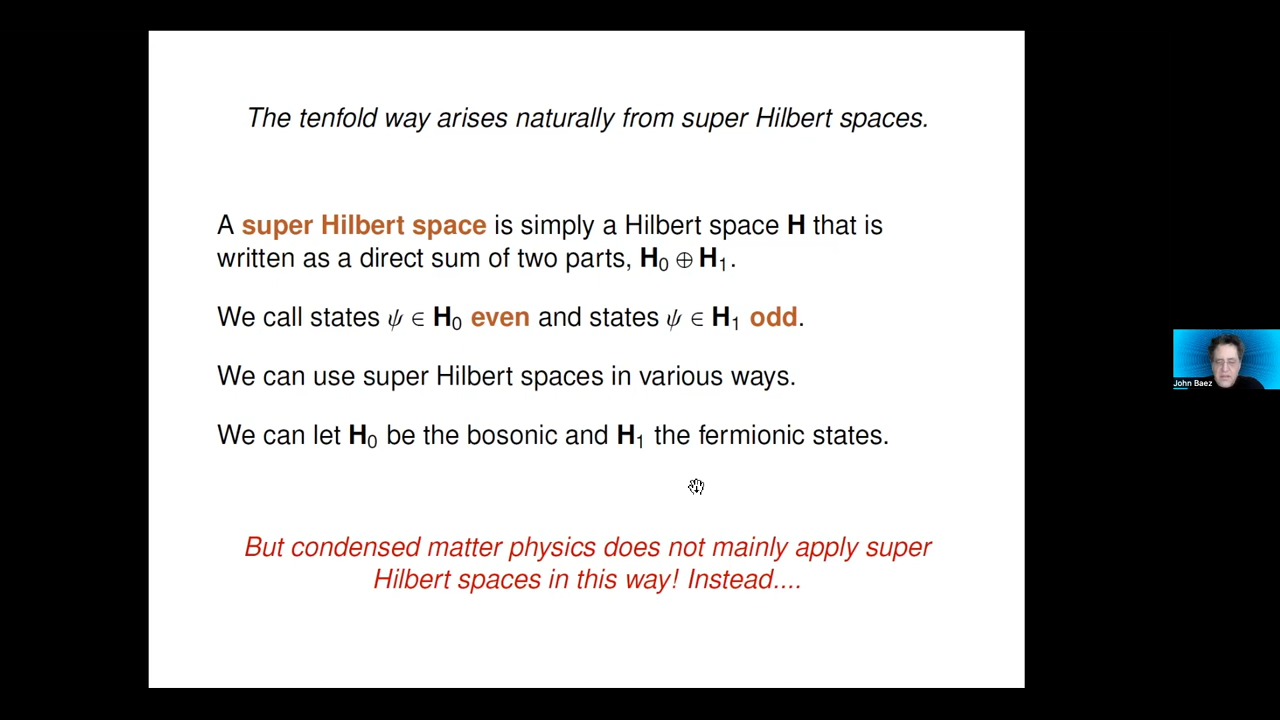 The tenfold way arises naturally from super Hilbert spaces.
A super Hilbert space is simply a Hilbert space H that is
written as a direct sum of two parts, H₀ ⊕ H₁.
We call states ψ ∈ H₀ even and states ψ ∈ H₁ odd.
We can use super Hilbert spaces in various ways.
We can let H₀ be the bosonic and H₁ the fermionic states.
But condensed matter physics does not mainly apply super
Hilbert spaces in this way! Instead....
John Baez